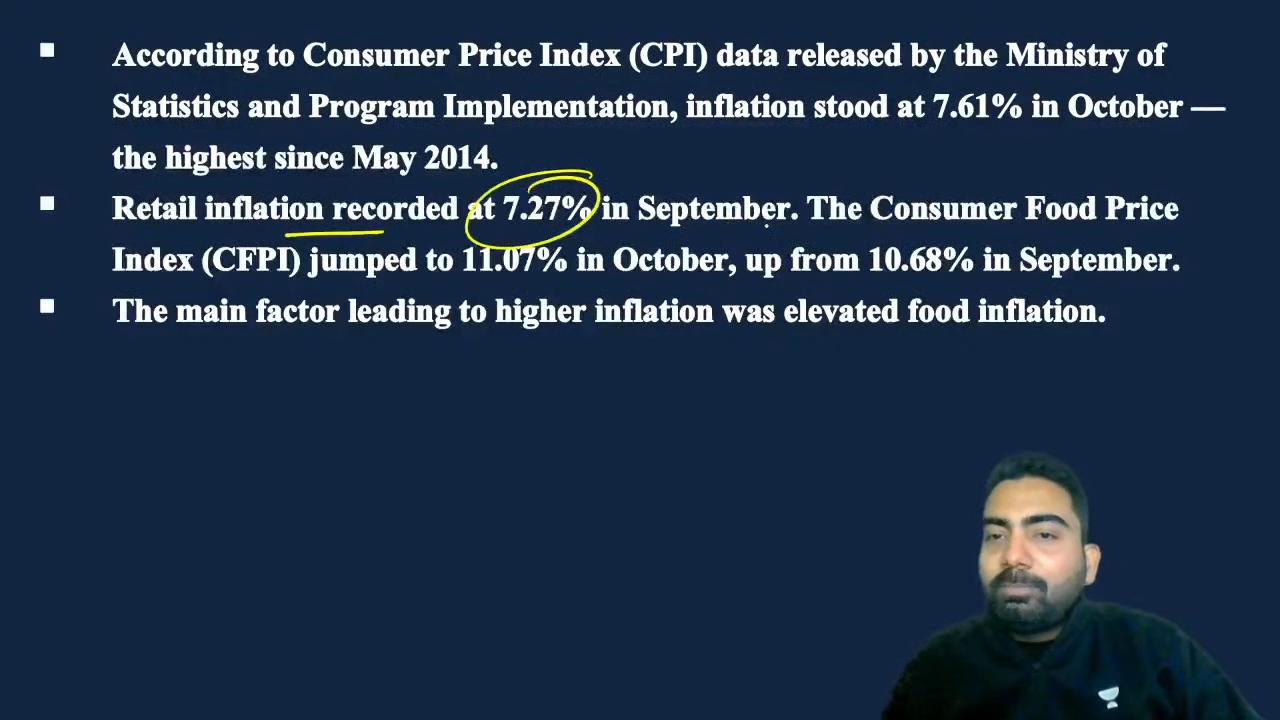 According to Consumer Price Index (CPI) data released by the Ministry of
Statistics and Program Implementation, inflation stood at 7.61% in October —
the highest since May 2014.
Retail inflation recorded at 7.27% in September. The Consumer Food Price
Index (CFPI) jumped to 11.07% in October, up from 10.68% in September.
The main factor leading to higher inflation was elevated food inflation.